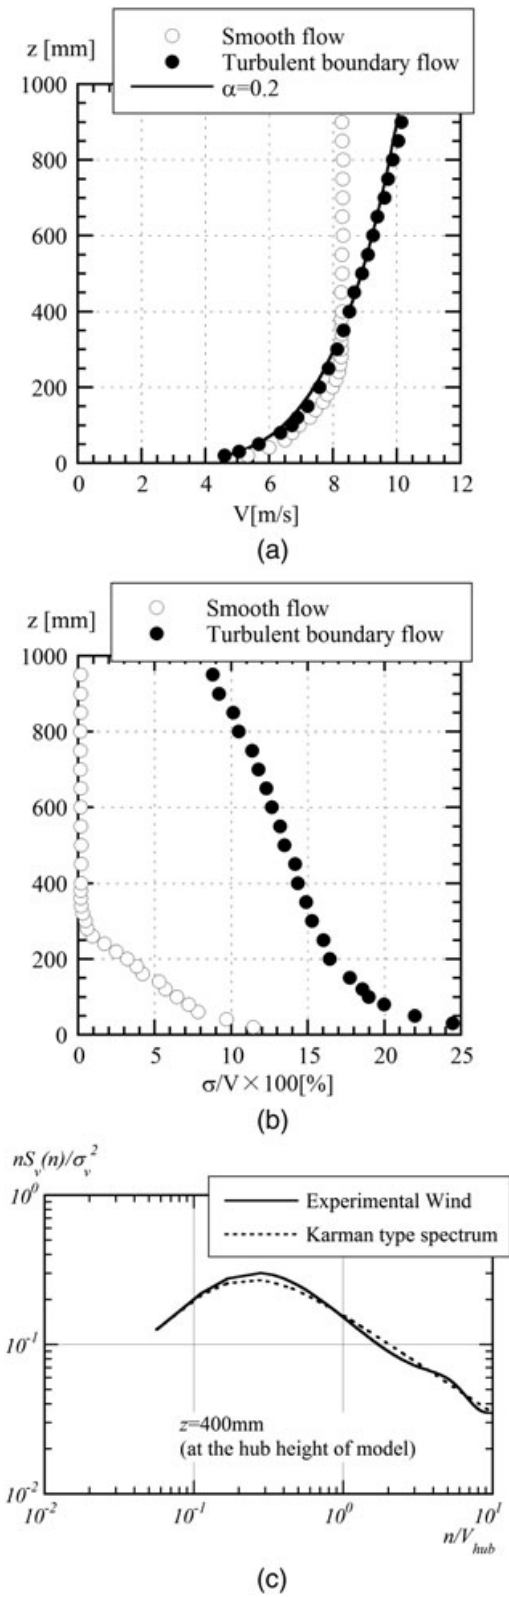 z [mm]
Smooth flow
Turbulent boundary flow
α=0.2
1000
800
600
400
200
0
0 2 4 6 8 10 12
V[m/s]
(a)
z [mm]
Smooth flow
Turbulent boundary flow
1000
800
600
400
200
0
0 5 10 15 20 25
σ/V×100[%]
(b)
nS_v(n)/σ_v^2
10^0
Experimental Wind
Karman type spectrum
10^-1
z=400mm
(at the hub height of model)
10^-2
10^-2 10^-1 10^0 10^1
n/V_hub
(c)